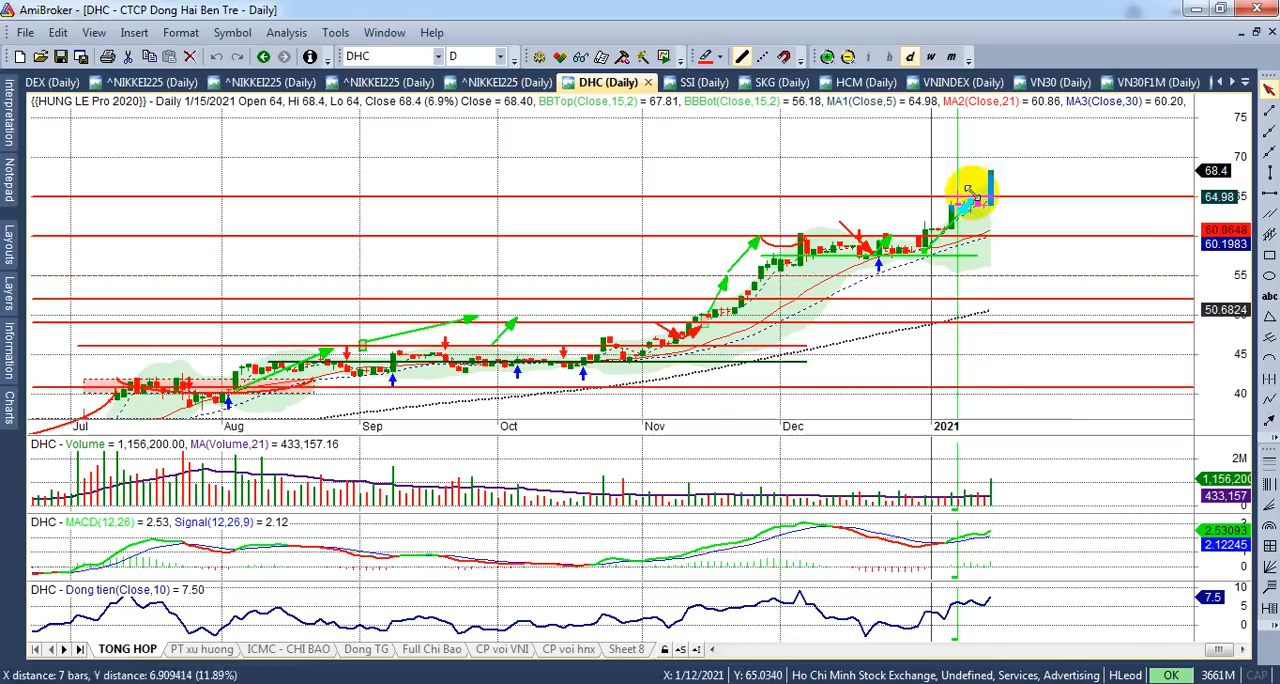 AmiBroker - [DHC - CTCP Dong Hai Ben Tre - Daily]
File Edit View Insert Format Symbol Analysis Tools Window Help
DHC D i h d w m
DEX (Daily) ^NIKKEI225 (Daily) ^NIKKEI225 (Daily) ^NIKKEI225 (Daily) ^NIKKEI225 (Daily) DHC (Daily) SSI (Daily) SKG (Daily) HCM (Daily) VNINDEX (Daily) VN30 (Daily) VN30F1M (Daily)
{{HUNG LE Pro 2020}} - Daily 1/15/2021 Open 64, Hi 68.4, Lo 64, Close 68.4 (6.9%) Close = 68.40, BBTop(Close,15,2) = 67.81, BBBot(Close,15,2) = 56.18, MA1(Close,5) = 64.98, MA2(Close,21) = 60.86, MA3(Close,30) = 60.20,
Interpretation
Notepad
Layouts
Layers
Information
Charts
abc
75
70
68.4
64.98
60.8648
60.1983
55
50.6824
45
40
Jul Aug Sep Oct Nov Dec 2021
DHC - Volume = 1,156,200.00, MA(Volume,21) = 433,157.16
2M
1,156,200
433,157
0
DHC - MACD(12,26) = 2.53, Signal(12,26,9) = 2.12
2.53093
2.12245
0
DHC - Dong tien(Close,10) = 7.50
10
7.5
5
0
TONG HOP PT xu huong ICMC - CHI BAO Dong TG Full Chi Bao CP voi VNI CP voi hnx Sheet 8
X distance: 7 bars, Y distance: 6.909414 (11.89%) X: 1/12/2021 Y: 65.0340 Ho Chi Minh Stock Exchange, Undefined, Services, Advertising HLeod OK 3661M CAP